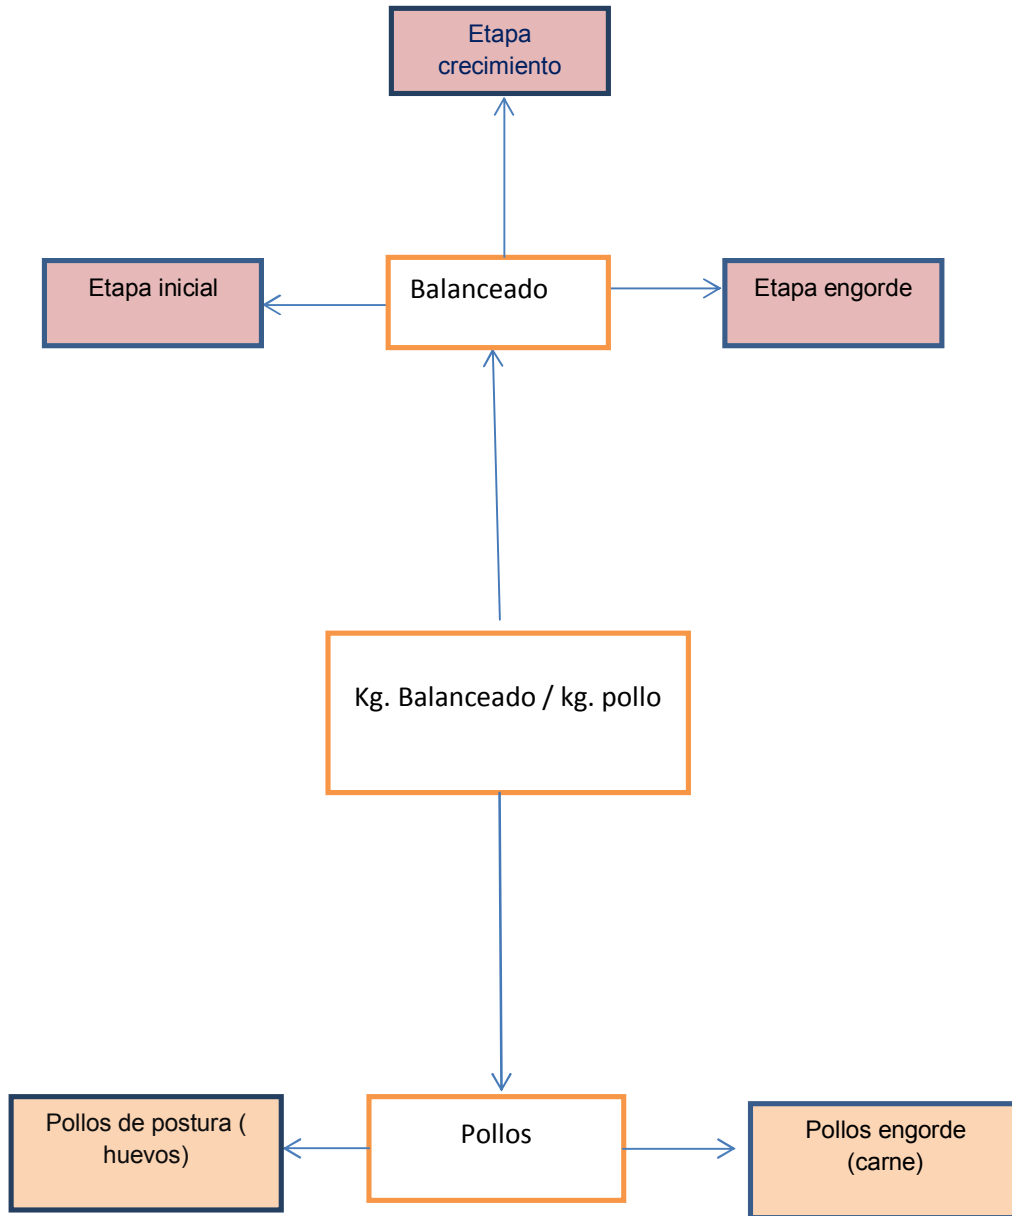 Etapa
crecimiento
Etapa inicial
Balanceado
Etapa engorde
Kg. Balanceado / kg. pollo
Pollos de postura (
huevos)
Pollos
Pollos engorde
(carne)